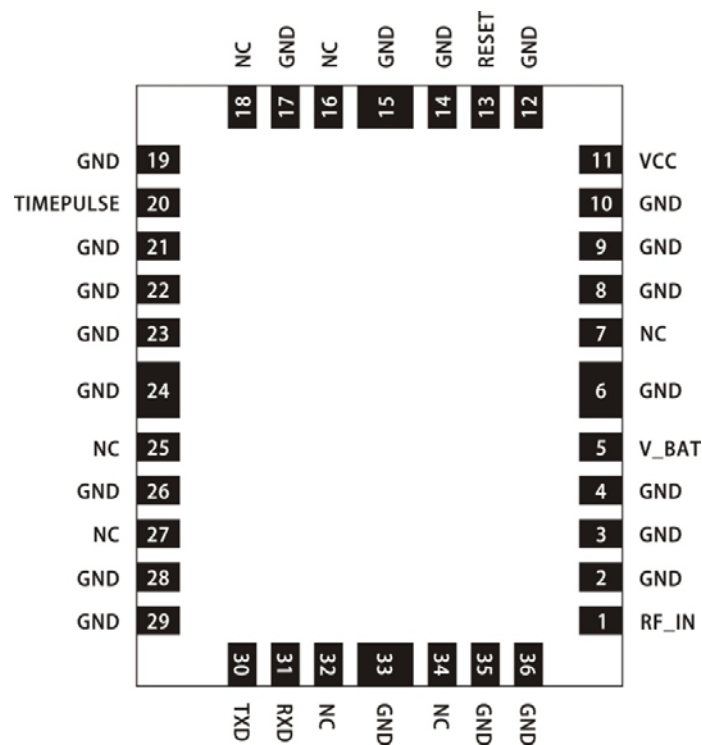 NC GND NC GND GND RESET GND
18 17 16 15 14 13 12
GND 19 11 VCC
TIMEPULSE 20 10 GND
GND 21 9 GND
GND 22 8 GND
GND 23 7 NC
GND 24 6 GND
NC 25 5 V_BAT
GND 26 4 GND
NC 27 3 GND
GND 28 2 GND
GND 29 1 RF_IN
30 31 32 33 34 35 36
TXD RXD NC GND NC GND GND